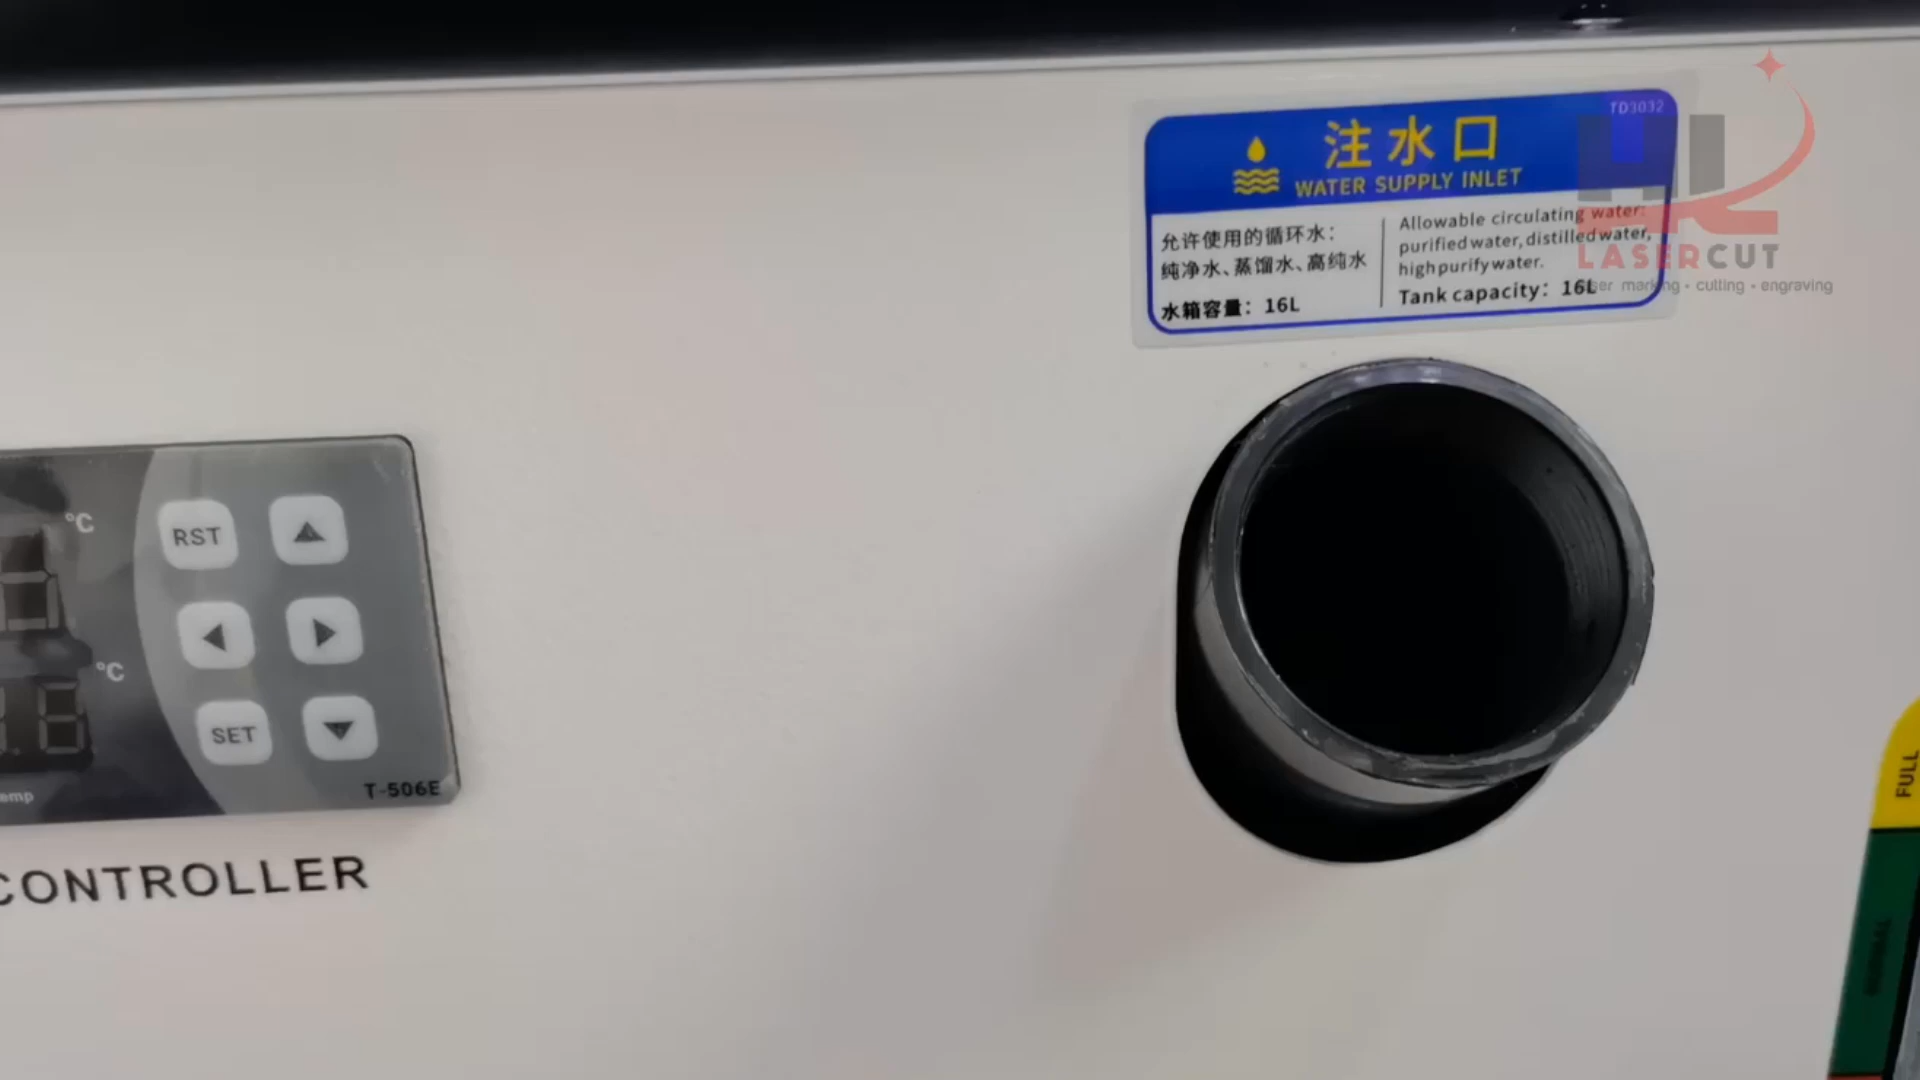 TD3032
注水口
WATER SUPPLY INLET
允许使用的循环水：
纯净水、蒸馏水、高纯水
水箱容量：16L
Allowable circulating water:
purified water, distilled water,
high purify water.
Tank capacity: 16L
HL
LASERCUT
marking • cutting • engraving
°C
RST
°C
SET
T-506E
CONTROLLER
FULL